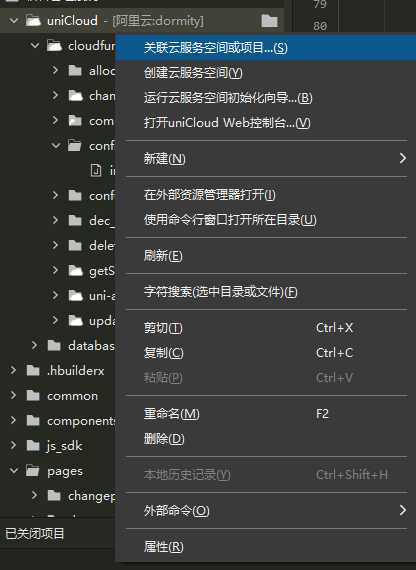 79
uniCloud - [阿里云:dormity]
80
cloudfur
关联云服务空间或项目...(S)
alloc
创建云服务空间(Y)
chan
运行云服务空间初始化向导...(B)
com
打开uniCloud Web控制台...(V)
conf
新建(N)
in
conf
在外部资源管理器打开(I)
dec_
使用命令行窗口打开所在目录(U)
delet
刷新(E)
getS
uni-a
字符搜索(选中目录或文件)(F)
upda
剪切(T) Ctrl+X
database
复制(C) Ctrl+C
.hbuilderx
粘贴(P) Ctrl+V
common
重命名(M) F2
components
删除(D)
js_sdk
pages
本地历史记录(Y) Ctrl+Shift+H
changep
外部命令(O)
已关闭项目
属性(R)